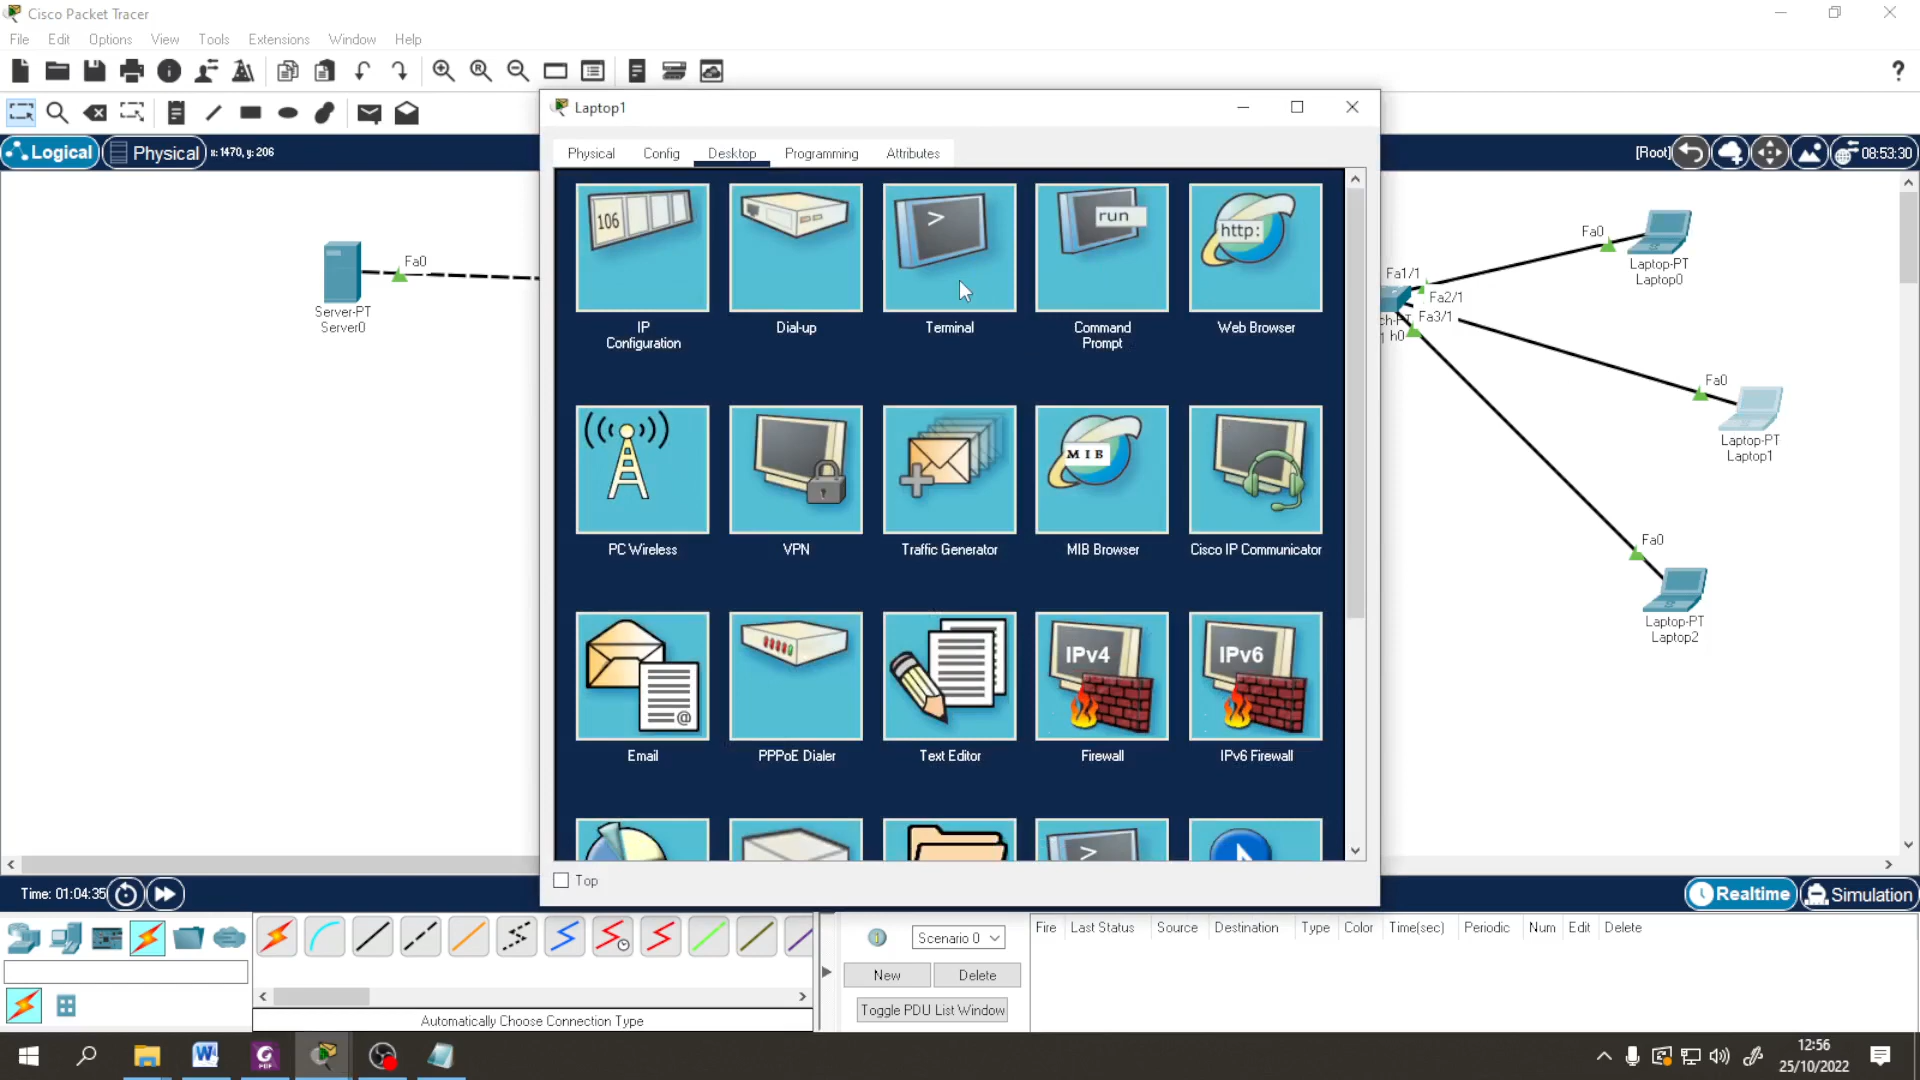 Cisco Packet Tracer
File Edit Options View Tools Extensions Window Help
?
Laptop1
Logical Physical x: 1470, y: 206
[Root] 08:53:30
Physical Config Desktop Programming Attributes
106
>
run
http:
IP Configuration
Dial-up
Terminal
Command Prompt
Web Browser
MIB
PC Wireless
VPN
Traffic Generator
MIB Browser
Cisco IP Communicator
@
IPv4
IPv6
Email
PPPoE Dialer
Text Editor
Firewall
IPv6 Firewall
>
Top
Fa0
Server-PT
Server0
Fa1/1
Fa2/1
Fa3/1
h0
Fa0
Laptop-PT
Laptop0
Fa0
Laptop-PT
Laptop1
Fa0
Laptop-PT
Laptop2
Time: 01:04:35
Realtime Simulation
Scenario 0
New Delete
Toggle PDU List Window
Fire Last Status Source Destination Type Color Time(sec) Periodic Num Edit Delete
Automatically Choose Connection Type
12:56
25/10/2022